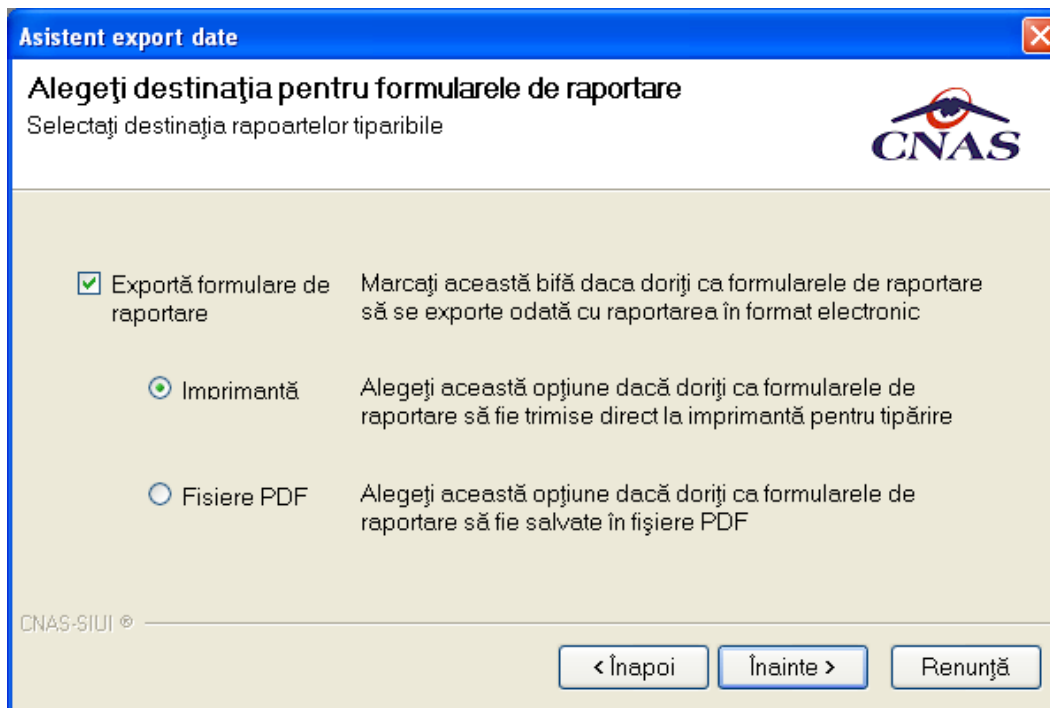 Asistent export date
Alegeţi destinaţia pentru formularele de raportare
Selectaţi destinaţia rapoartelor tiparibile
CNAS
Exportă formulare de
raportare
Marcaţi această bifă daca doriţi ca formularele de raportare
să se exporte odată cu raportarea în format electronic
Imprimantă
Alegeţi această opţiune dacă doriţi ca formularele de
raportare să fie trimise direct la imprimantă pentru tipărire
Fisiere PDF
Alegeţi această opţiune dacă doriţi ca formularele de
raportare să fie salvate în fişiere PDF
CNAS-SIUI ®
< Înapoi
Înainte >
Renunţă